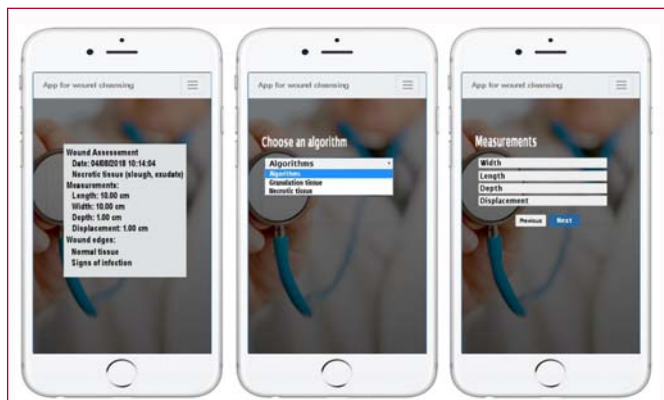 App for wound cleansing
Wound Assessment
Date: 04/08/2018 10:14:04
Necrotic tissue (slough, exudate)
Measurements:
Length: 10.00 cm
Width: 10.00 cm
Depth: 1.00 cm
Displacement: 1.00 cm
Wound edges:
Normal tissue
Signs of infection
App for wound cleansing
Choose an algorithm
Algorithms
Algorithms
Granulation tissue
Necrotic tissue
App for wound cleansing
Measurements
Width
Length
Depth
Displacement
Previous Next